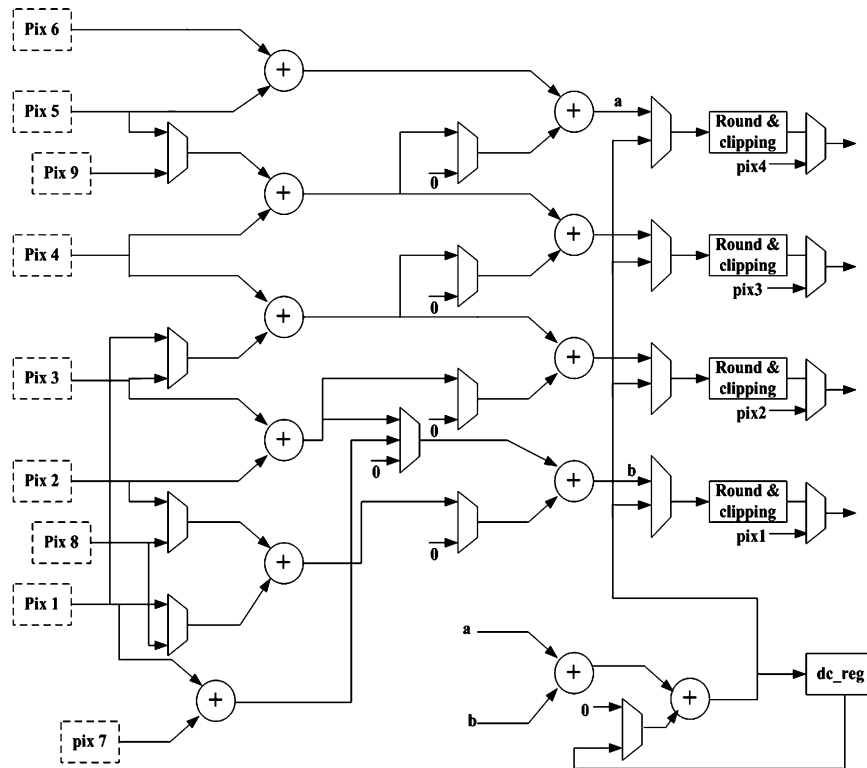 Pix 6
+
Pix 5
+
a
Round &
clipping
pix4
Pix 9
0
+
Pix 4
+
Round &
clipping
pix3
0
+
Pix 3
+
Round &
clipping
pix2
0
+
0
Pix 2
b
+
Round &
clipping
pix1
Pix 8
0
+
Pix 1
a
+
dc_reg
+
+
0
b
pix 7